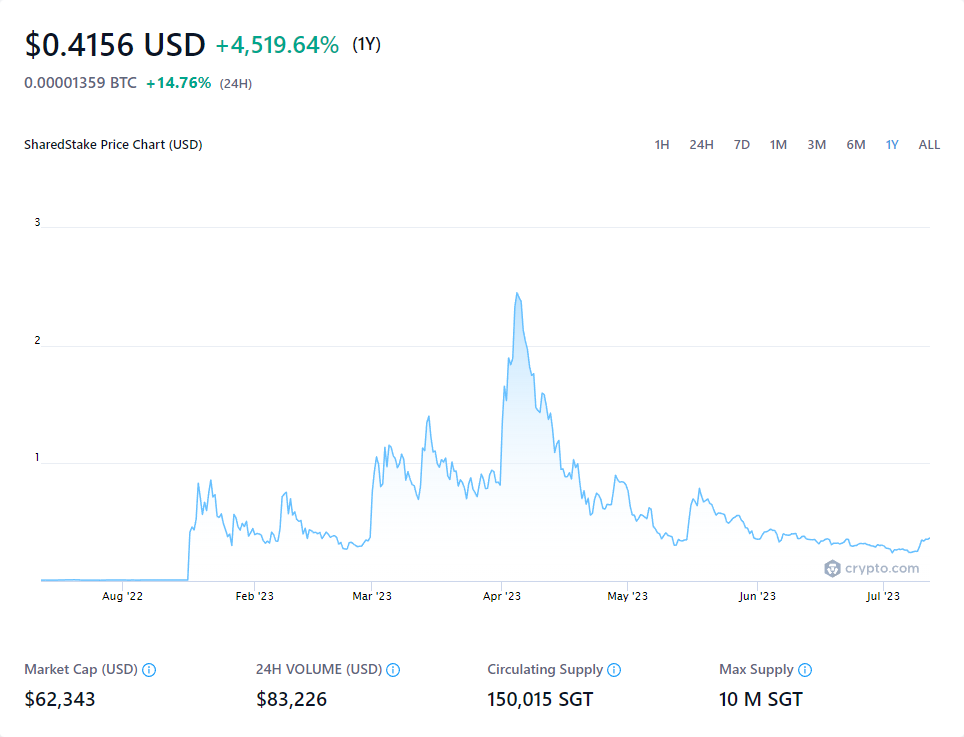 $0.4156 USD +4,519.64% (1Y)
0.00001359 BTC +14.76% (24H)
SharedStake Price Chart (USD) 1H 24H 7D 1M 3M 6M 1Y ALL
3
2
1
crypto.com
Aug '22 Feb '23 Mar '23 Apr '23 May '23 Jun '23 Jul '23
Market Cap (USD) 24H VOLUME (USD) Circulating Supply Max Supply
$62,343 $83,226 150,015 SGT 10 M SGT